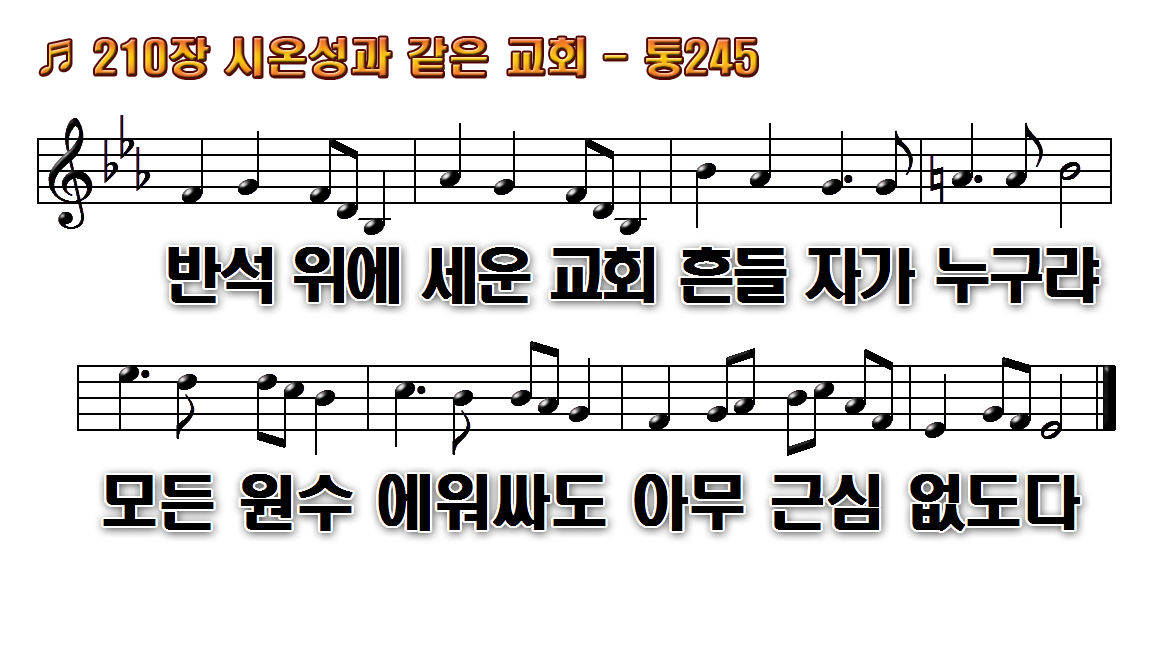 ♬ 210장 시온성과 같은 교회 - 통245
반석 위에 세운 교회 흔들 자가 누구랴
모든 원수 에워싸도 아무 근심 없도다